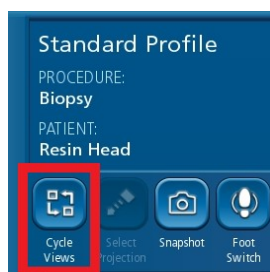 Standard Profile
PROCEDURE:
Biopsy
PATIENT:
Resin Head
Cycle Views
Select Projection
Snapshot
Foot Switch